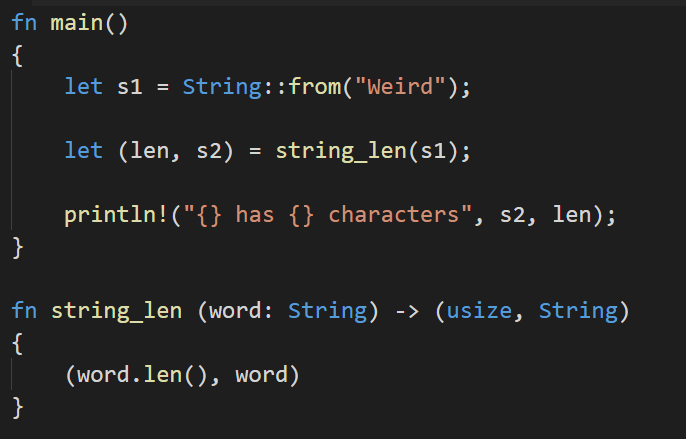 fn main()
{
    let s1 = String::from("Weird");
    let (len, s2) = string_len(s1);
    println!("{} has {} characters", s2, len);
}
fn string_len (word: String) -> (usize, String)
{
    (word.len(), word)
}